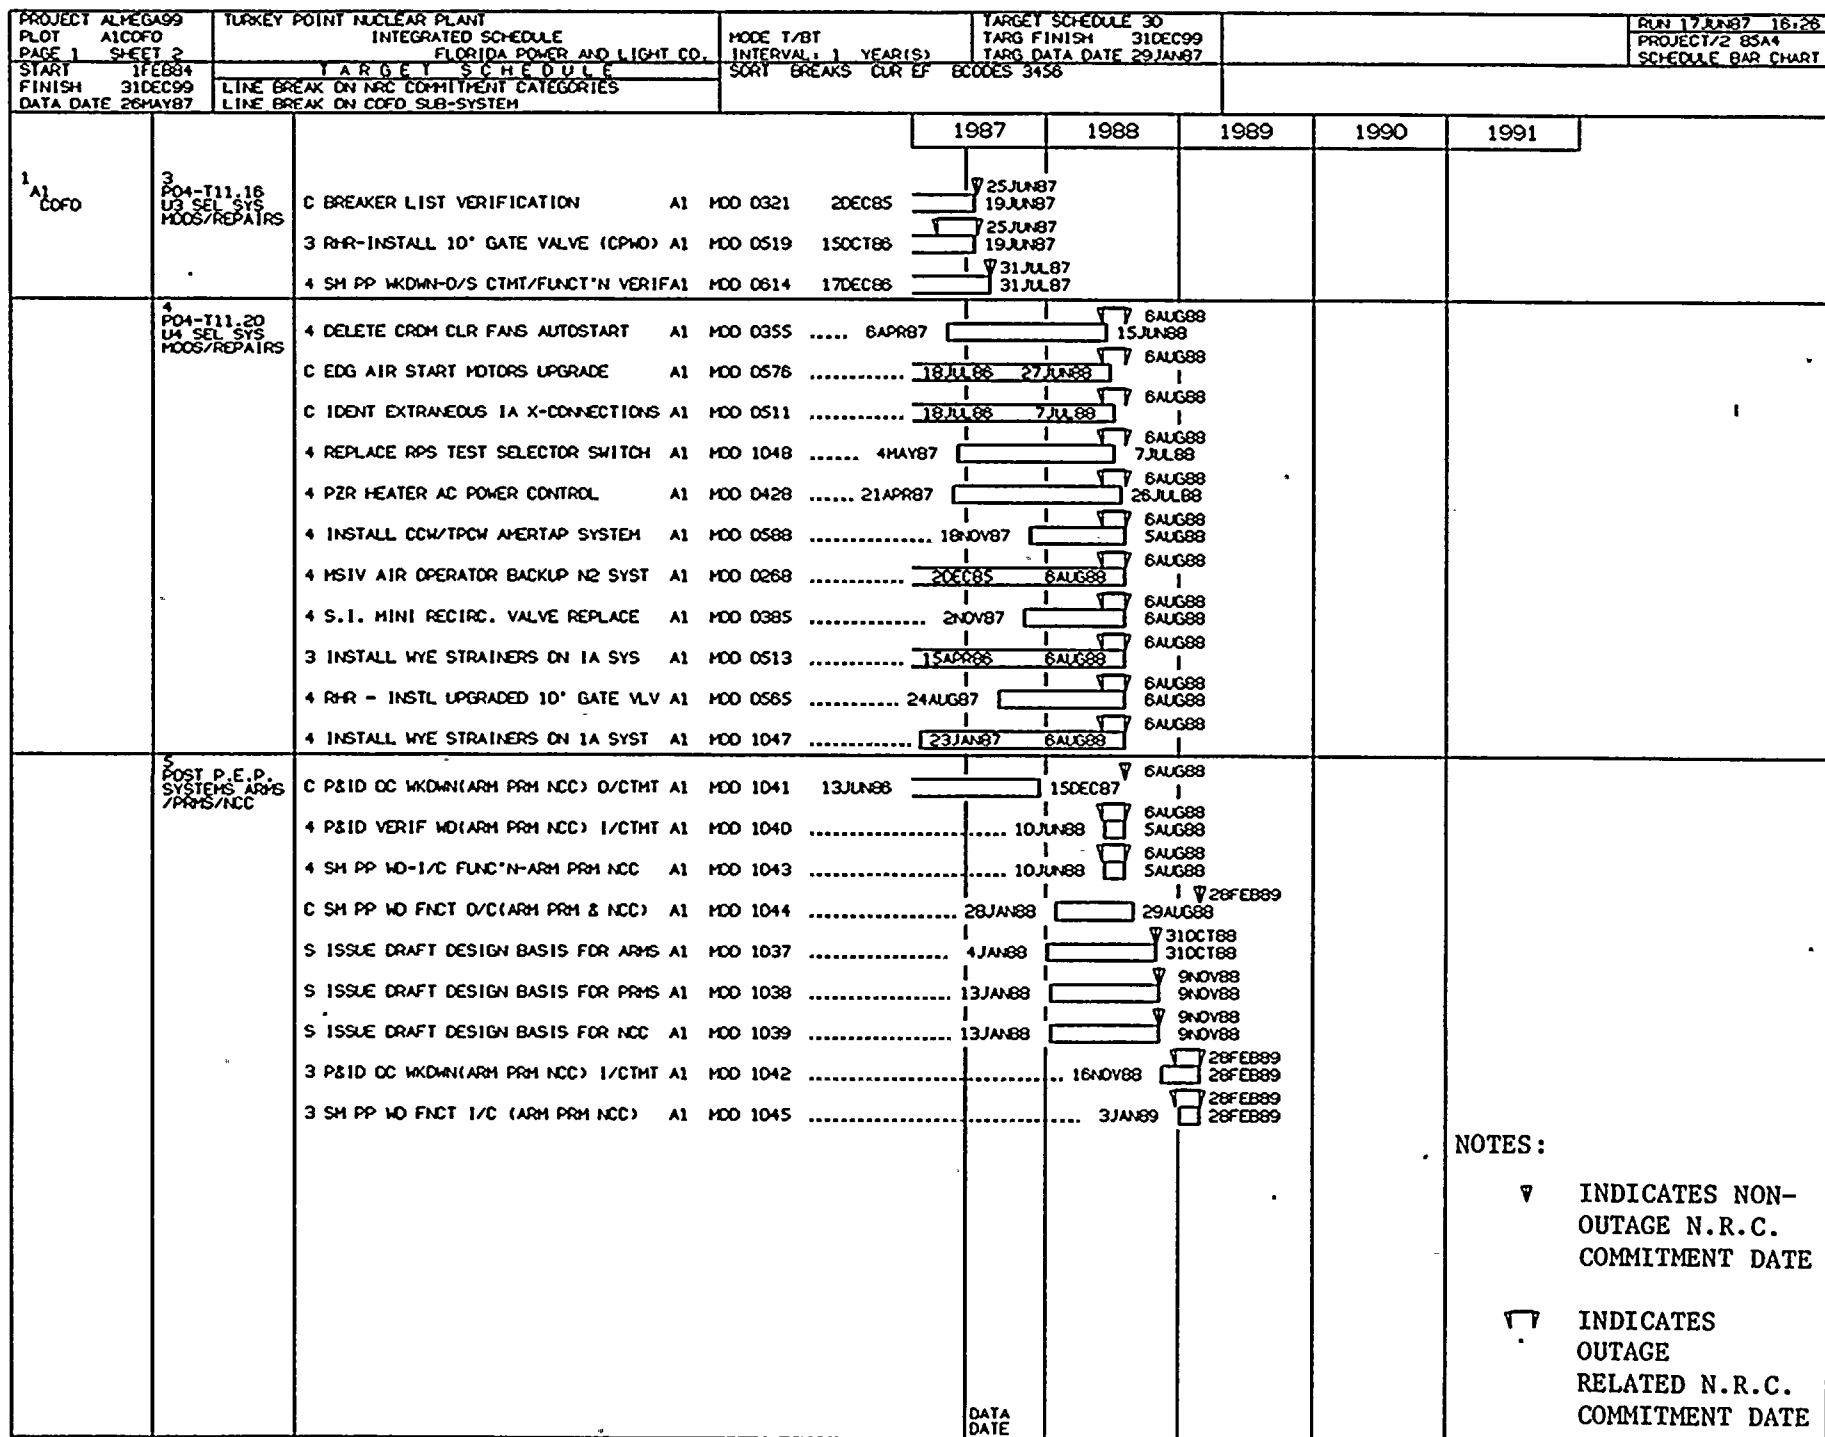 PROJECT ALMEGA99
PLOT A1COFO
PAGE 1 SHEET 2
START 1FEB84
FINISH 31DEC99
DATA DATE 26MAY87
TURKEY POINT NUCLEAR PLANT
INTEGRATED SCHEDULE
FLORIDA POWER AND LIGHT CO.
TARGET SCHEDULE
LINE BREAK ON NRC COMMITMENT CATEGORIES
LINE BREAK ON COFO SUB-SYSTEM
MODE T/BT
INTERVAL: 1 YEAR(S)
SORT BREAKS CUR EF BCODES 3456
TARGET SCHEDULE 30
TARG FINISH 31DEC99
TARG DATA DATE 29JAN87
RUN 17JUN87 16:26
PROJECT/2 85A4
SCHEDULE BAR CHART
1987 1988 1989 1990 1991
1
A1
COFO
3
PO4-T11.16
U3 SEL SYS
MODS/REPAIRS
25JUN87
C BREAKER LIST VERIFICATION A1 MOD 0321 2DEC85 19JUN87
25JUN87
3 RHR-INSTALL 10" GATE VALVE (CPWO) A1 MOD 0519 15OCT86 19JUN87
31JUL87
4 SM PP WKDWN-O/S CTMT/FUNCT'N VERIFA1 MOD 0614 17DEC86 31JUL87
4
PO4-T11.20
U4 SEL SYS
MODS/REPAIRS
6AUG88
4 DELETE CRDM CLR FANS AUTOSTART A1 MOD 0355 ..... 6APR87 15JUN88
6AUG88
C EDG AIR START MOTORS UPGRADE A1 MOD 0576 ............. 18JUL86 27JUN88
6AUG88
C IDENT EXTRANEOUS IA X-CONNECTIONS A1 MOD 0511 ............. 18JUL86 7JUL88
6AUG88
4 REPLACE RPS TEST SELECTOR SWITCH A1 MOD 1048 ...... 4MAY87 7JUL88
6AUG88
4 PZR HEATER AC POWER CONTROL A1 MOD 0428 ..... 21APR87 26JUL88
6AUG88
4 INSTALL CCW/TPCW AMERTAP SYSTEM A1 MOD 0588 ................ 18NOV87 5AUG88
6AUG88
4 MSIV AIR OPERATOR BACKUP N2 SYST A1 MOD 0268 ............. 2DEC85 6AUG88
6AUG88
4 S.I. MINI RECIRC. VALVE REPLACE A1 MOD 0385 ............... 2NOV87 6AUG88
6AUG88
3 INSTALL WYE STRAINERS ON IA SYS A1 MOD 0513 ............. 15APR86 6AUG88
6AUG88
4 RHR - INSTL UPGRADED 10" GATE VLV A1 MOD 0565 ............ 24AUG87 6AUG88
6AUG88
4 INSTALL WYE STRAINERS ON IA SYST A1 MOD 1047 ............. 23JAN87 6AUG88
5
POST P.E.P.
SYSTEMS ARMS
/PRMS/NCC
6AUG88
C P&ID OC WKDWN(ARM PRM NCC) O/CTMT A1 MOD 1041 13JUN86 15DEC87
6AUG88
4 P&ID VERIF WD(ARM PRM NCC) I/CTMT A1 MOD 1040 .......................... 10JUN88 5AUG88
6AUG88
4 SM PP WD-I/C FUNC'N-ARM PRM NCC A1 MOD 1043 .......................... 10JUN88 5AUG88
28FEB89
C SM PP WD FNCT O/C(ARM PRM & NCC) A1 MOD 1044 ................... 28JAN88 29AUG88
31OCT88
S ISSUE DRAFT DESIGN BASIS FOR ARMS A1 MOD 1037 .................. 4JAN88 31OCT88
9NOV88
S ISSUE DRAFT DESIGN BASIS FOR PRMS A1 MOD 1038 .................. 13JAN88 9NOV88
9NOV88
S ISSUE DRAFT DESIGN BASIS FOR NCC A1 MOD 1039 .................. 13JAN88 9NOV88
28FEB89
3 P&ID OC WKDWN(ARM PRM NCC) I/CTMT A1 MOD 1042 ................................. 16NOV88 28FEB89
28FEB89
3 SM PP WD FNCT I/C (ARM PRM NCC) A1 MOD 1045 ................................... 3JAN89 28FEB89
NOTES:
INDICATES NON-
OUTAGE N.R.C.
COMMITMENT DATE
INDICATES
OUTAGE
RELATED N.R.C.
COMMITMENT DATE
DATA
DATE